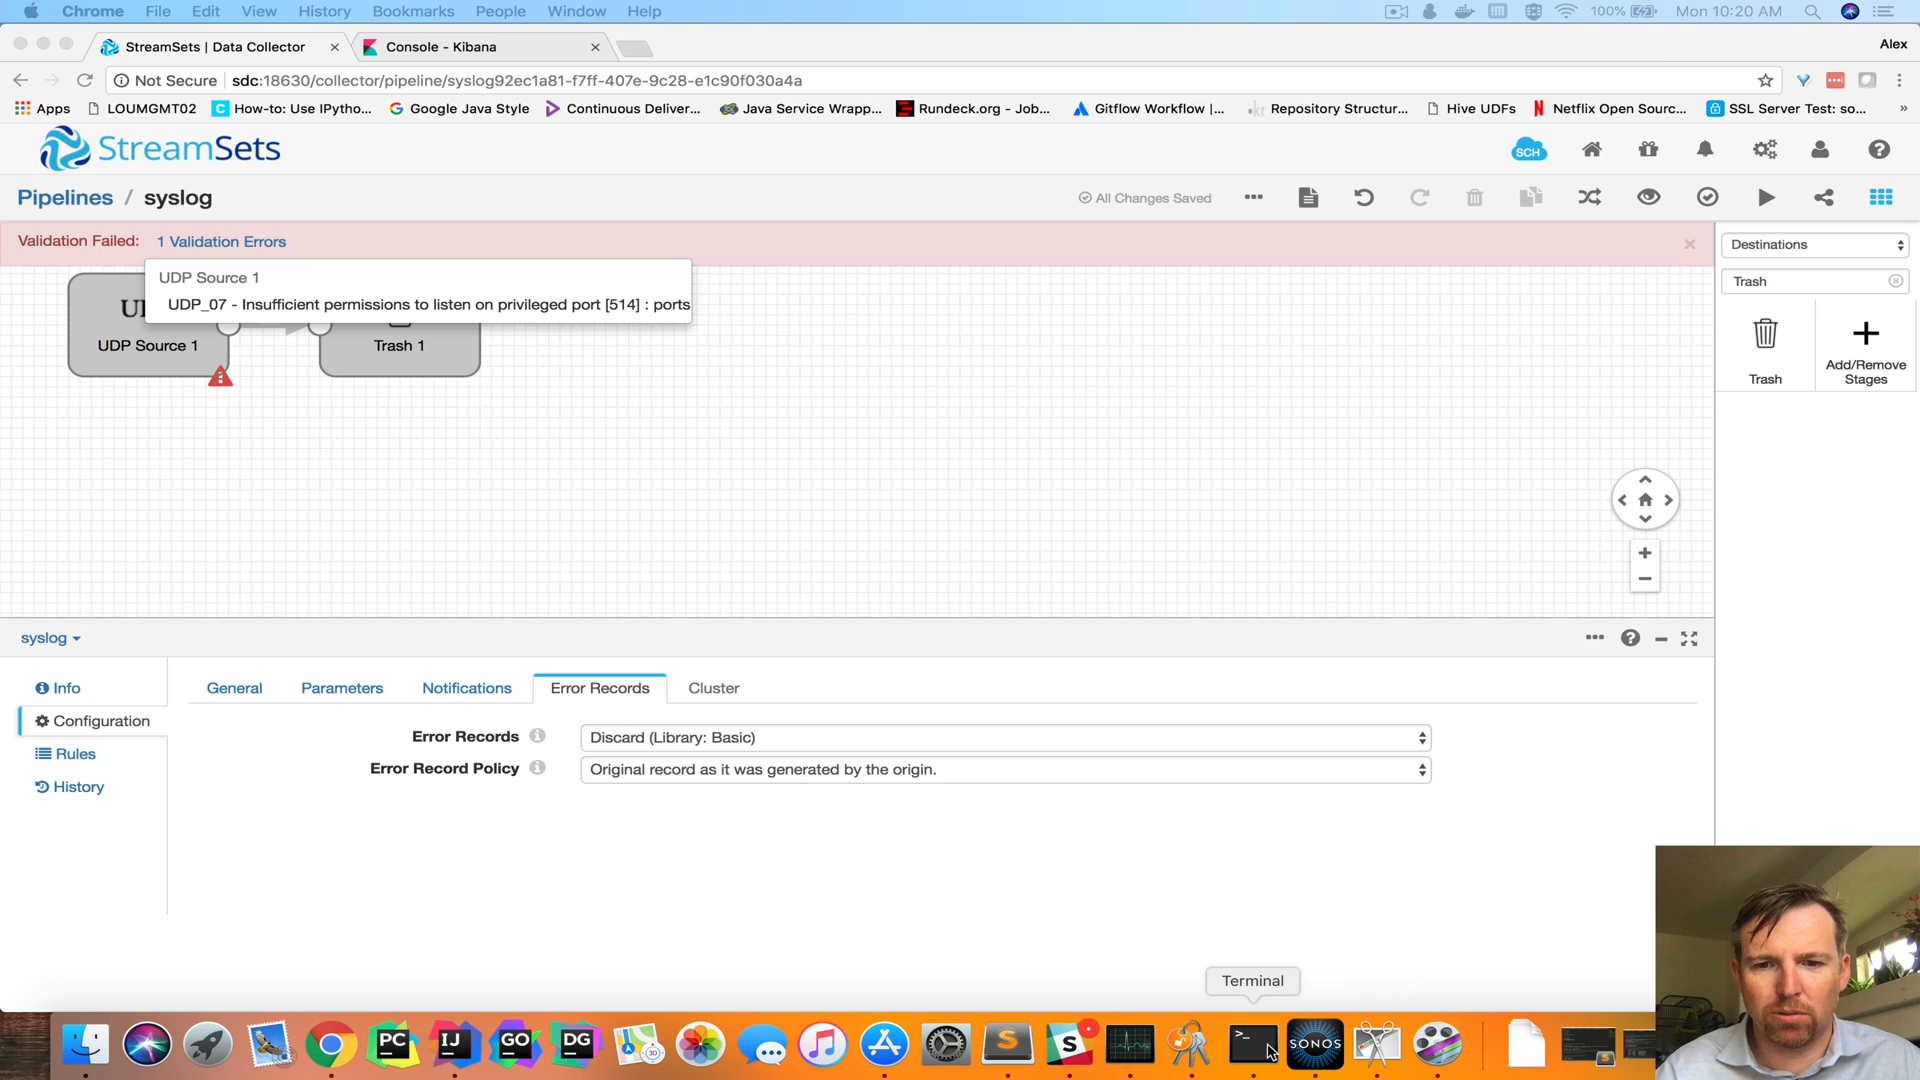 Chrome File Edit View History Bookmarks People Window Help 100% Mon 10:20 AM
StreamSets | Data Collector Console - Kibana Alex
Not Secure sdc:18630/collector/pipeline/syslog92ec1a81-f7ff-407e-9c28-e1c90f030a4a
Apps LOUMGMT02 How-to: Use IPytho... Google Java Style Continuous Deliver... Java Service Wrapp... Rundeck.org - Job... Gitflow Workflow |... Repository Structur... Hive UDFs Netflix Open Sourc... SSL Server Test: so... »
StreamSets SCH
Pipelines / syslog All Changes Saved
Validation Failed: 1 Validation Errors
Destinations
UDP Source 1
UDP_07 - Insufficient permissions to listen on privileged port [514] : ports
Trash
UDP Source 1
Trash 1
Trash
Add/Remove
Stages
syslog
Info
Configuration
Rules
History
General Parameters Notifications Error Records Cluster
Error Records Discard (Library: Basic)
Error Record Policy Original record as it was generated by the origin.
Terminal
PC IJ GO DG 3D S S >_ SONOS S